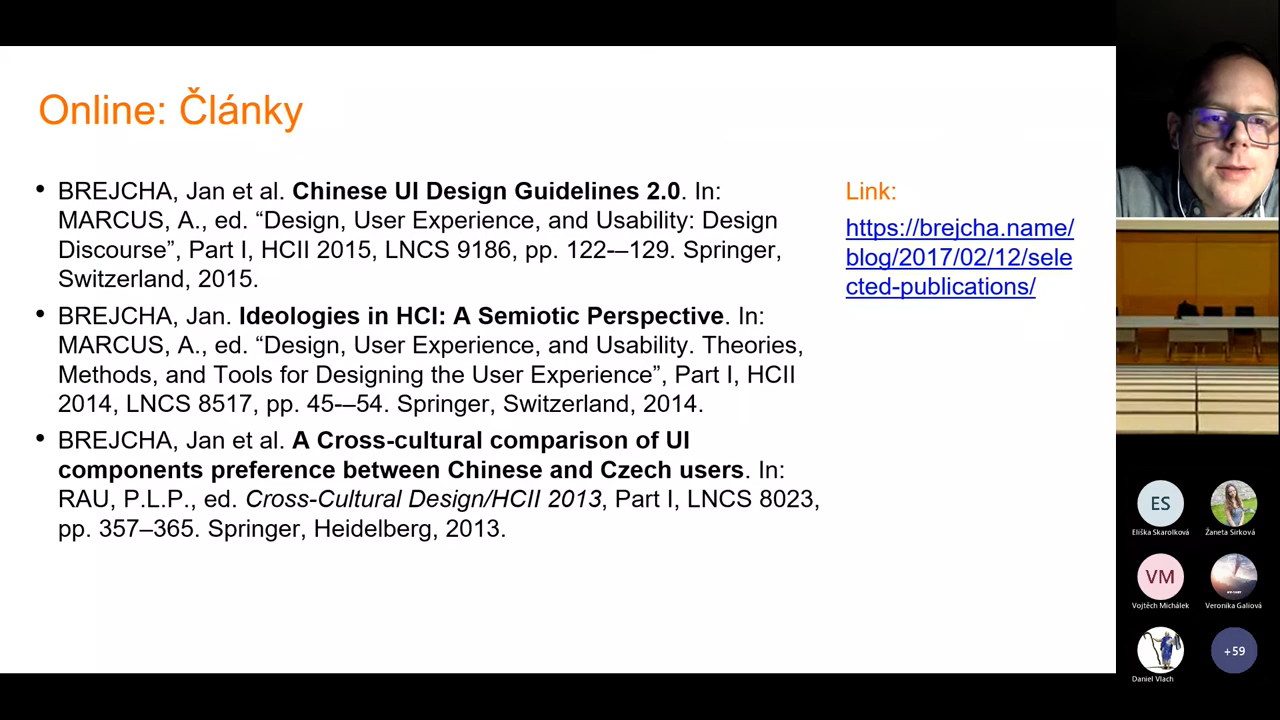 Online: Články
• BREJCHA, Jan et al. Chinese UI Design Guidelines 2.0. In:
MARCUS, A., ed. “Design, User Experience, and Usability: Design
Discourse”, Part I, HCII 2015, LNCS 9186, pp. 122-–129. Springer,
Switzerland, 2015.
• BREJCHA, Jan. Ideologies in HCI: A Semiotic Perspective. In:
MARCUS, A., ed. “Design, User Experience, and Usability. Theories,
Methods, and Tools for Designing the User Experience”, Part I, HCII
2014, LNCS 8517, pp. 45-–54. Springer, Switzerland, 2014.
• BREJCHA, Jan et al. A Cross-cultural comparison of UI
components preference between Chinese and Czech users. In:
RAU, P.L.P., ed. Cross-Cultural Design/HCII 2013, Part I, LNCS 8023,
pp. 357–365. Springer, Heidelberg, 2013.
Link:
https://brejcha.name/
blog/2017/02/12/sele
cted-publications/
ES
Eliška Skarolková
Žaneta Sirková
VM
Vojtěch Michálek
Veronika Galiová
Daniel Vlach
+59